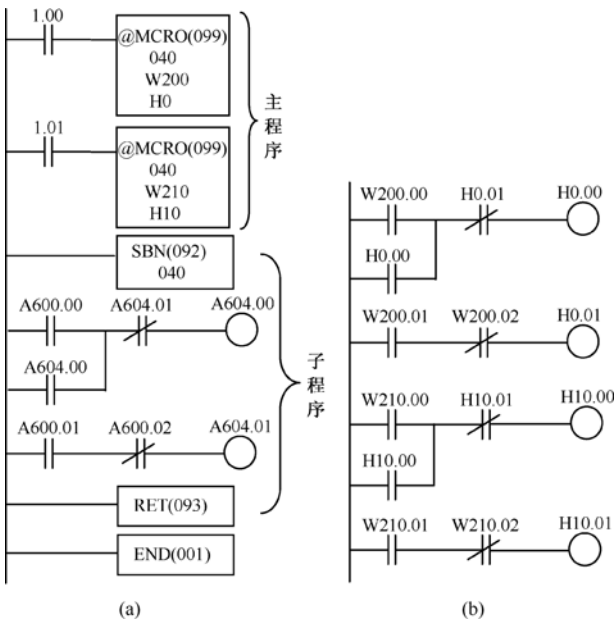 1.00
@MCRO(099)
040
W200
H0
1.01
@MCRO(099)
040
W210
H10
主程序
SBN(092)
040
A600.00 A604.01 A604.00
A604.00
A600.01 A600.02 A604.01
RET(093)
END(001)
子程序
(a)
W200.00 H0.01 H0.00
H0.00
W200.01 W200.02 H0.01
W210.00 H10.01 H10.00
H10.00
W210.01 W210.02 H10.01
(b)